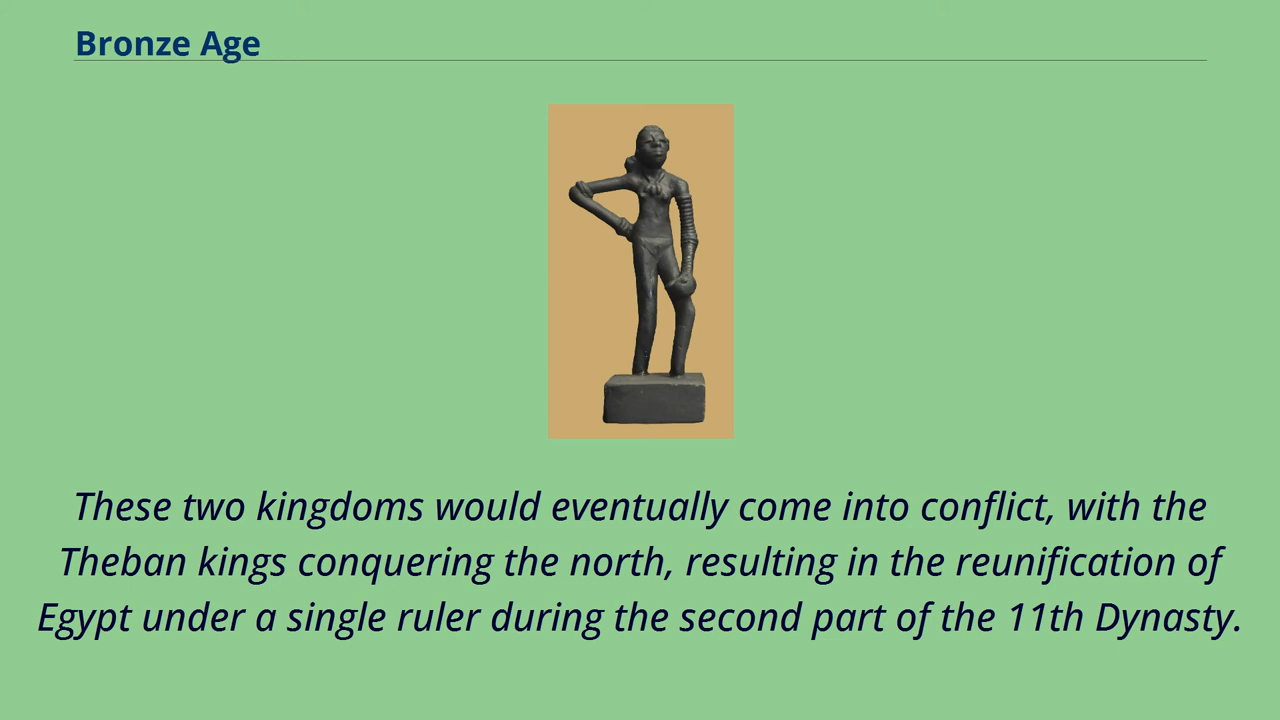 Bronze Age
These two kingdoms would eventually come into conflict, with the
Theban kings conquering the north, resulting in the reunification of
Egypt under a single ruler during the second part of the 11th Dynasty.